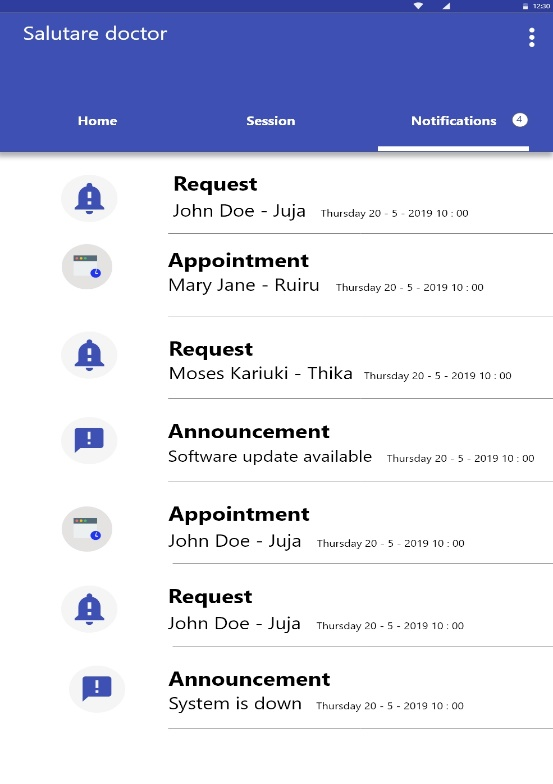 12:30
Salutare doctor
Home Session Notifications 4
Request
John Doe - Juja Thursday 20 - 5 - 2019 10 : 00
Appointment
Mary Jane - Ruiru Thursday 20 - 5 - 2019 10 : 00
Request
Moses Kariuki - Thika Thursday 20 - 5 - 2019 10 : 00
Announcement
Software update available Thursday 20 - 5 - 2019 10 : 00
Appointment
John Doe - Juja Thursday 20 - 5 - 2019 10 : 00
Request
John Doe - Juja Thursday 20 - 5 - 2019 10 : 00
Announcement
System is down Thursday 20 - 5 - 2019 10 : 00